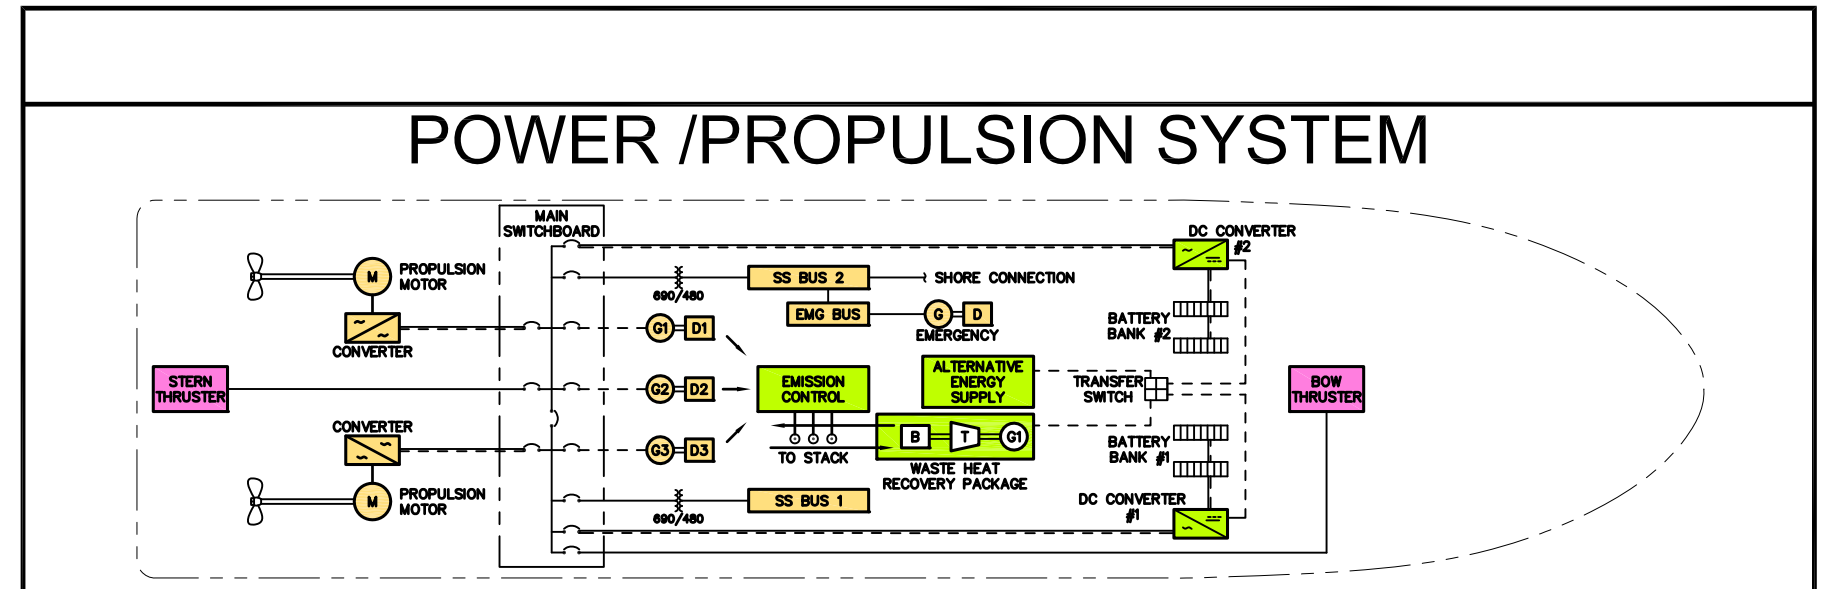 POWER /PROPULSION SYSTEM
MAIN
SWITCHBOARD
DC CONVERTER
#2
M
PROPULSION
MOTOR
SS BUS 2
SHORE CONNECTION
690/480
EMG BUS
G
D
EMERGENCY
BATTERY
BANK #2
G1
D1
CONVERTER
STERN
THRUSTER
G2
D2
EMISSION
CONTROL
ALTERNATIVE
ENERGY
SUPPLY
TRANSFER
SWITCH
BOW
THRUSTER
CONVERTER
G3
D3
TO STACK
B
T
G1
WASTE HEAT
RECOVERY PACKAGE
BATTERY
BANK #1
M
PROPULSION
MOTOR
SS BUS 1
690/480
DC CONVERTER
#1